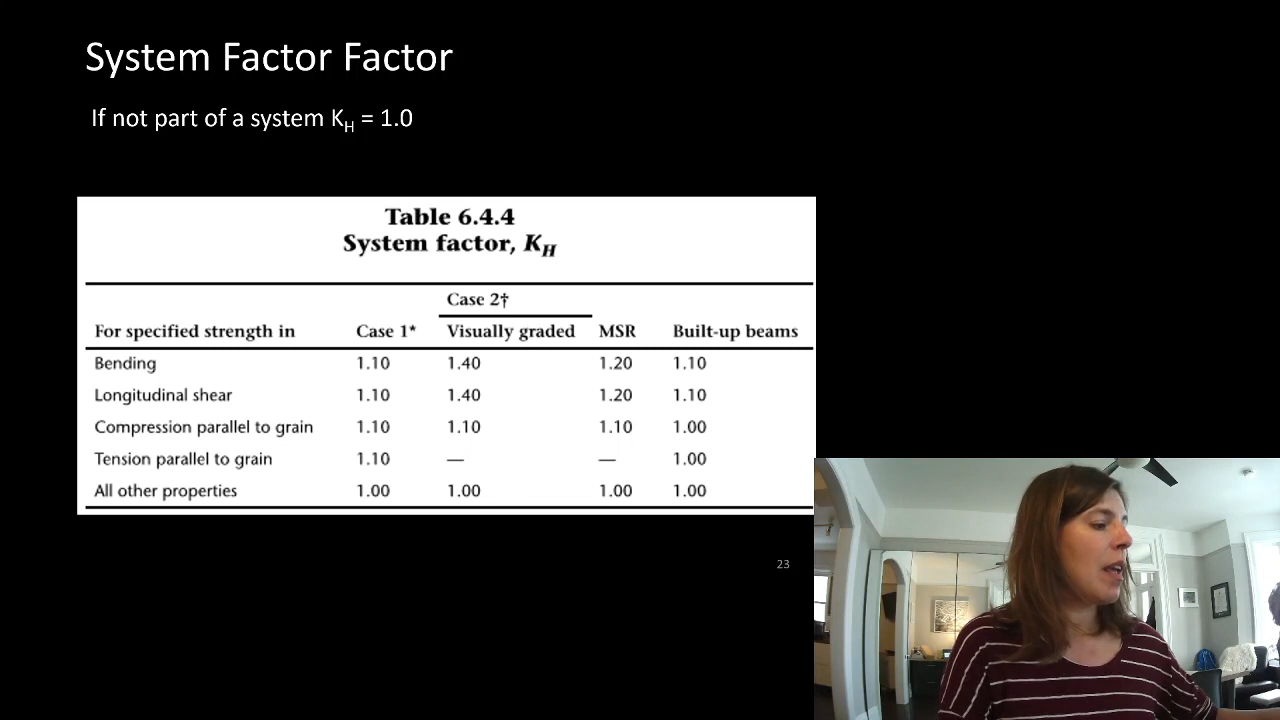 System Factor Factor
If not part of a system KH = 1.0
Table 6.4.4
System factor, KH
Case 2†
For specified strength in Case 1* Visually graded MSR Built-up beams
Bending 1.10 1.40 1.20 1.10
Longitudinal shear 1.10 1.40 1.20 1.10
Compression parallel to grain 1.10 1.10 1.10 1.00
Tension parallel to grain 1.10 — — 1.00
All other properties 1.00 1.00 1.00 1.00
23